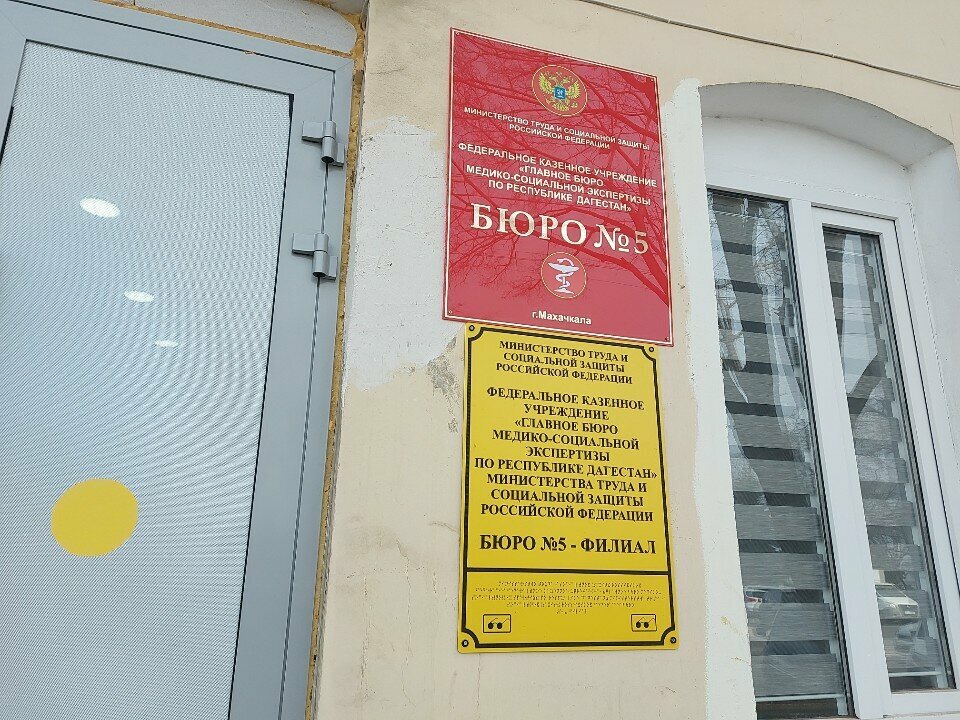 МИНИСТЕРСТВО ТРУДА И СОЦИАЛЬНОЙ ЗАЩИТЫ
РОССИЙСКОЙ ФЕДЕРАЦИИ
ФЕДЕРАЛЬНОЕ КАЗЕННОЕ УЧРЕЖДЕНИЕ
«ГЛАВНОЕ БЮРО
МЕДИКО-СОЦИАЛЬНОЙ ЭКСПЕРТИЗЫ
ПО РЕСПУБЛИКЕ ДАГЕСТАН»
БЮРО №5
г.Махачкала
МИНИСТЕРСТВО ТРУДА И
СОЦИАЛЬНОЙ ЗАЩИТЫ
РОССИЙСКОЙ ФЕДЕРАЦИИ
ФЕДЕРАЛЬНОЕ КАЗЕННОЕ
УЧРЕЖДЕНИЕ
«ГЛАВНОЕ БЮРО
МЕДИКО-СОЦИАЛЬНОЙ
ЭКСПЕРТИЗЫ
ПО РЕСПУБЛИКЕ ДАГЕСТАН»
МИНИСТЕРСТВА ТРУДА И
СОЦИАЛЬНОЙ ЗАЩИТЫ
РОССИЙСКОЙ ФЕДЕРАЦИИ
БЮРО №5 - ФИЛИАЛ